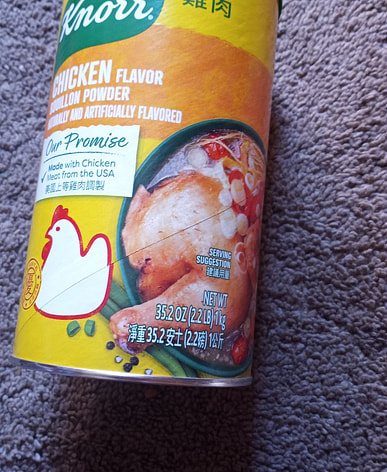 Knorr
雞肉
CHICKEN FLAVOR
BOUILLON POWDER
NATURALLY AND ARTIFICIALLY FLAVORED
Our Promise
Made with Chicken
Meat from the USA
美國上等雞肉調製
SERVING
SUGGESTION
建議用量
NET WT
35.2 OZ (2.2 LB) 1kg
淨重 35.2 安士 (2.2磅) 1公斤